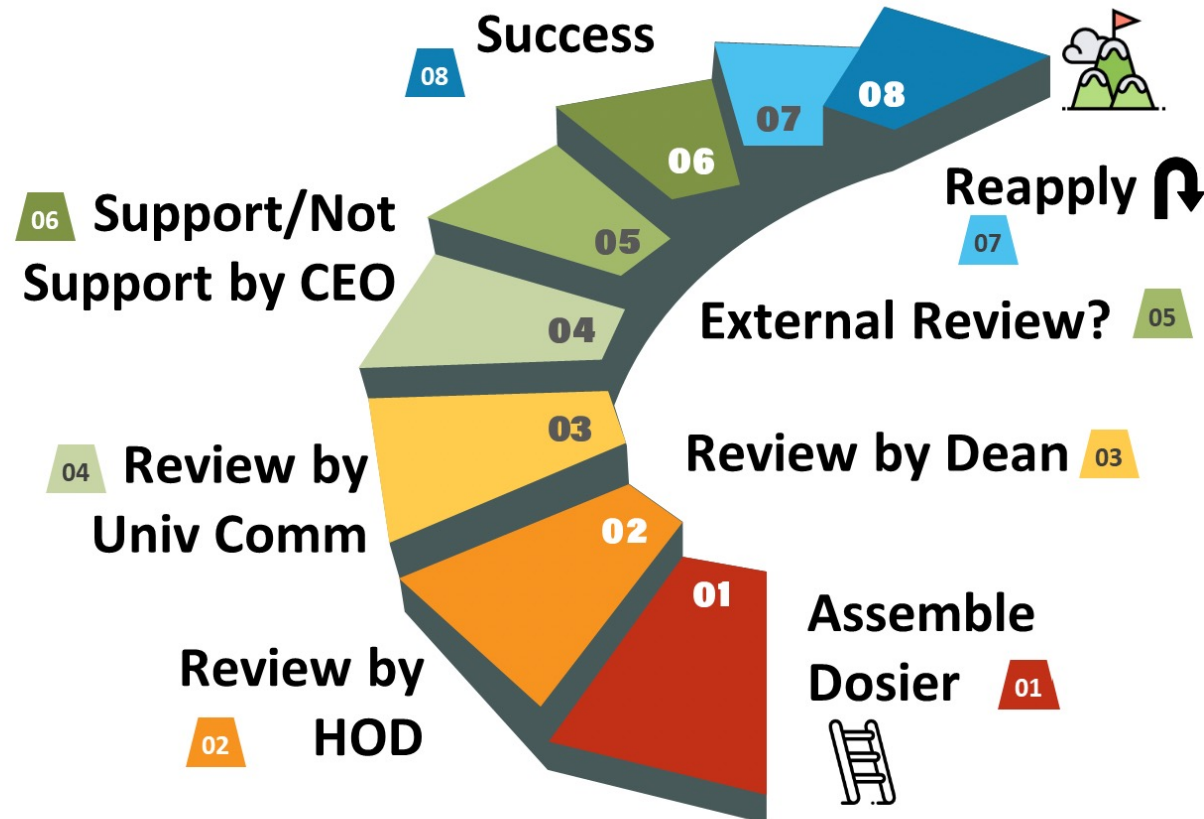 Success
08
08
07
06
Reapply
07
06 Support/Not
Support by CEO
05
External Review? 05
04
03
Review by Dean 03
04 Review by
Univ Comm
02
01
Assemble
Dosier 01
Review by
02 HOD